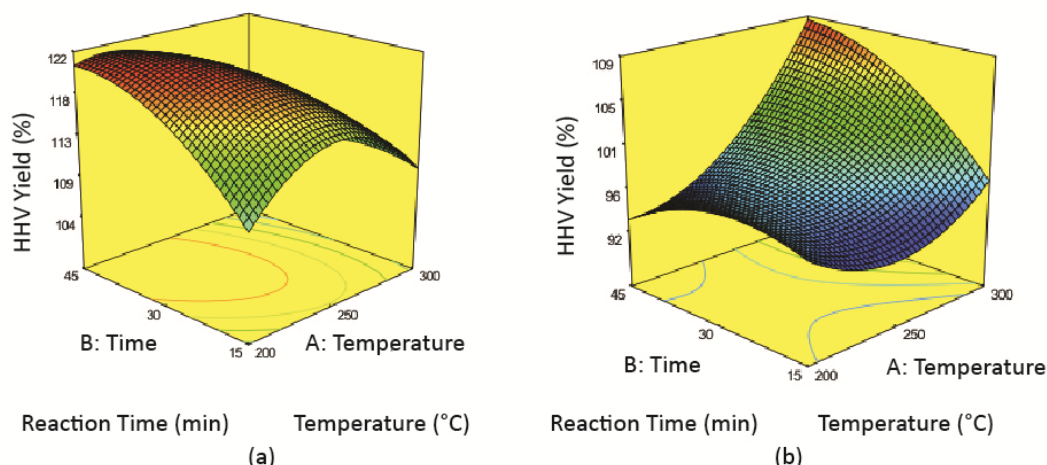 122
118
113
109
104
HHV Yield (%)
45
30
15
200
250
300
B: Time
A: Temperature
Reaction Time (min)
Temperature (°C)
(a)
109
105
101
96
92
HHV Yield (%)
45
30
15
200
250
300
B: Time
A: Temperature
Reaction Time (min)
Temperature (°C)
(b)